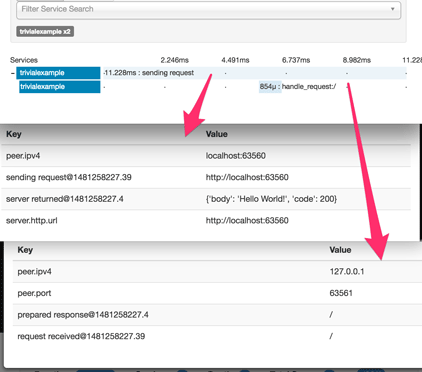 Filter Service Search
trivialexample x2
Services 2.246ms 4.491ms 6.737ms 8.982ms 11.228
- trivialexample -11.228ms : sending request
trivialexample 854μ : handle_request:/
Key Value
peer.ipv4 localhost:63560
sending request@1481258227.39 http://localhost:63560
server returned@1481258227.4 {'body': 'Hello World!', 'code': 200}
server.http.url http://localhost:63560
Key Value
peer.ipv4 127.0.0.1
peer.port 63561
prepared response@1481258227.4 /
request received@1481258227.39 /